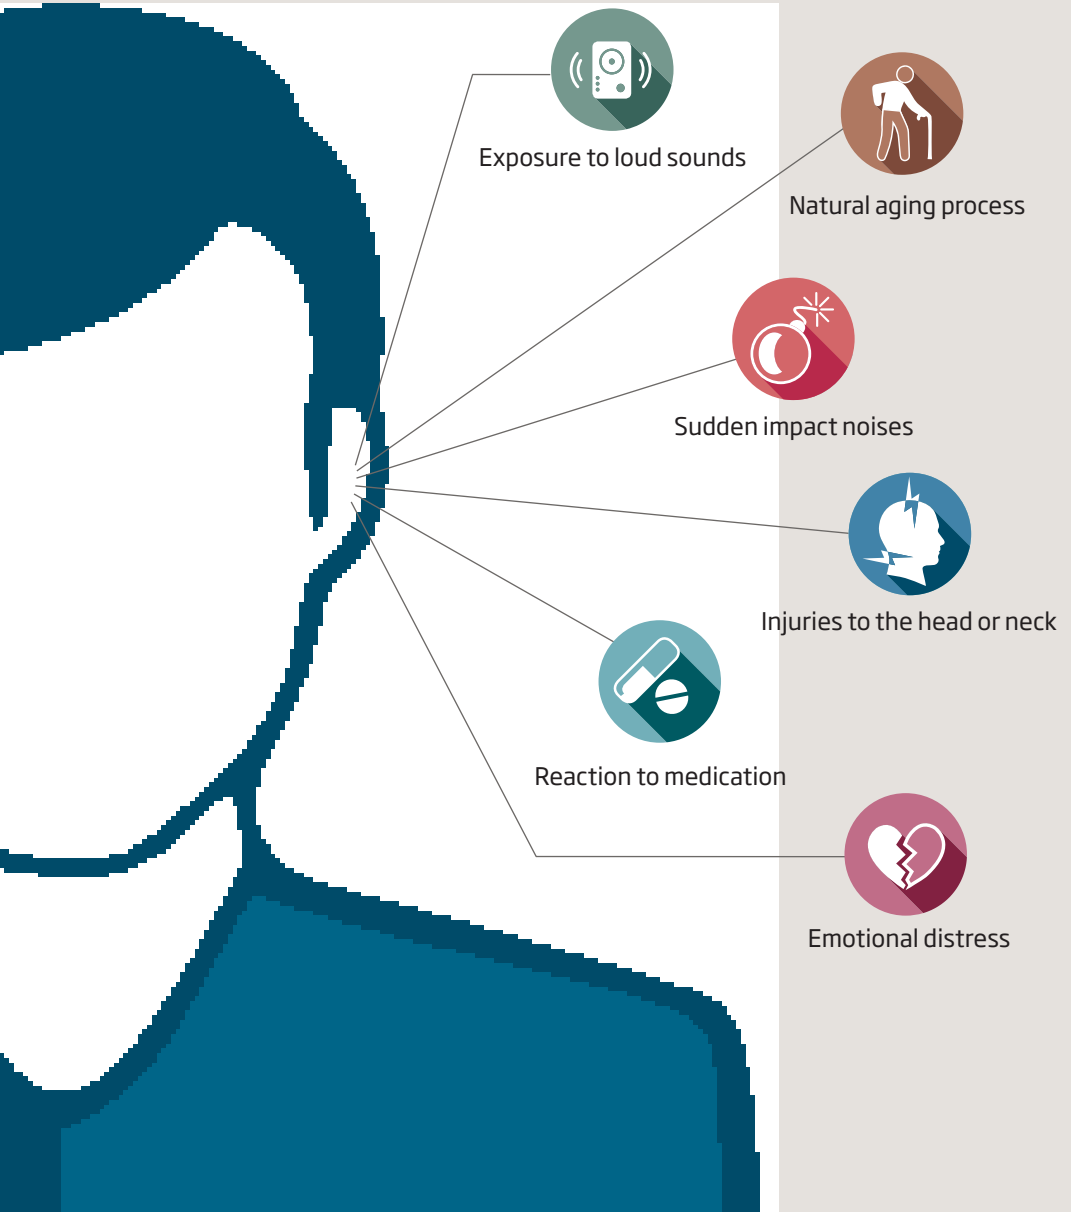 Exposure to loud sounds
Natural aging process
Sudden impact noises
Injuries to the head or neck
Reaction to medication
Emotional distress